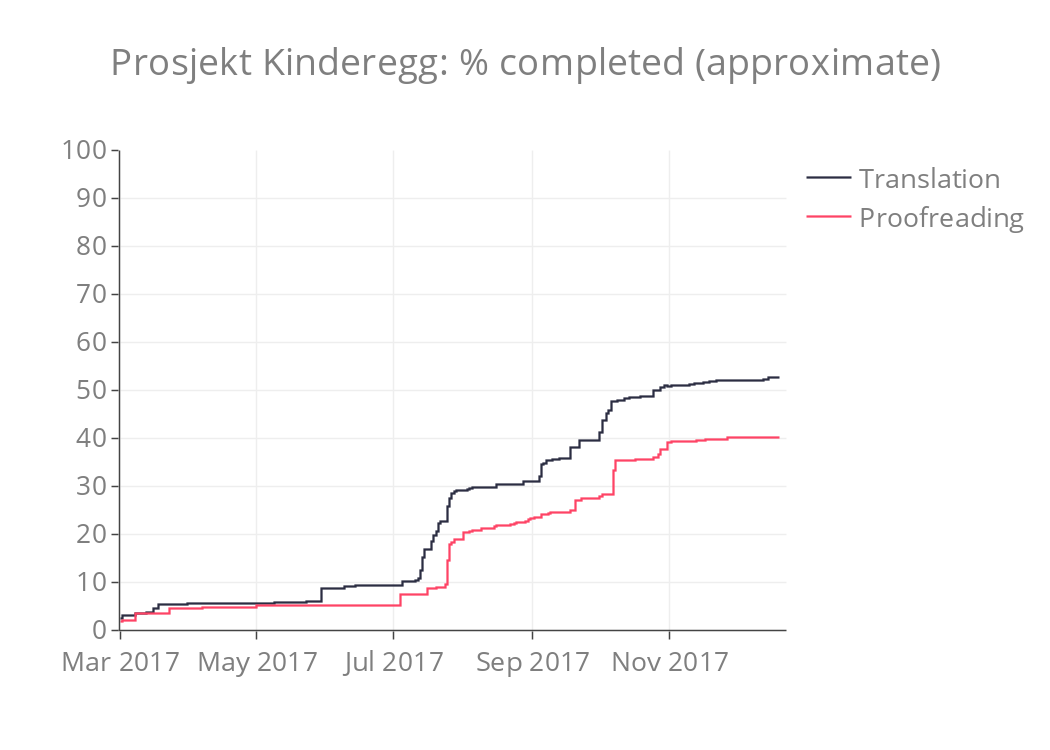 Prosjekt Kinderegg: % completed (approximate)
100
90
80
70
60
50
40
30
20
10
0
Mar 2017 May 2017 Jul 2017 Sep 2017 Nov 2017
Translation
Proofreading